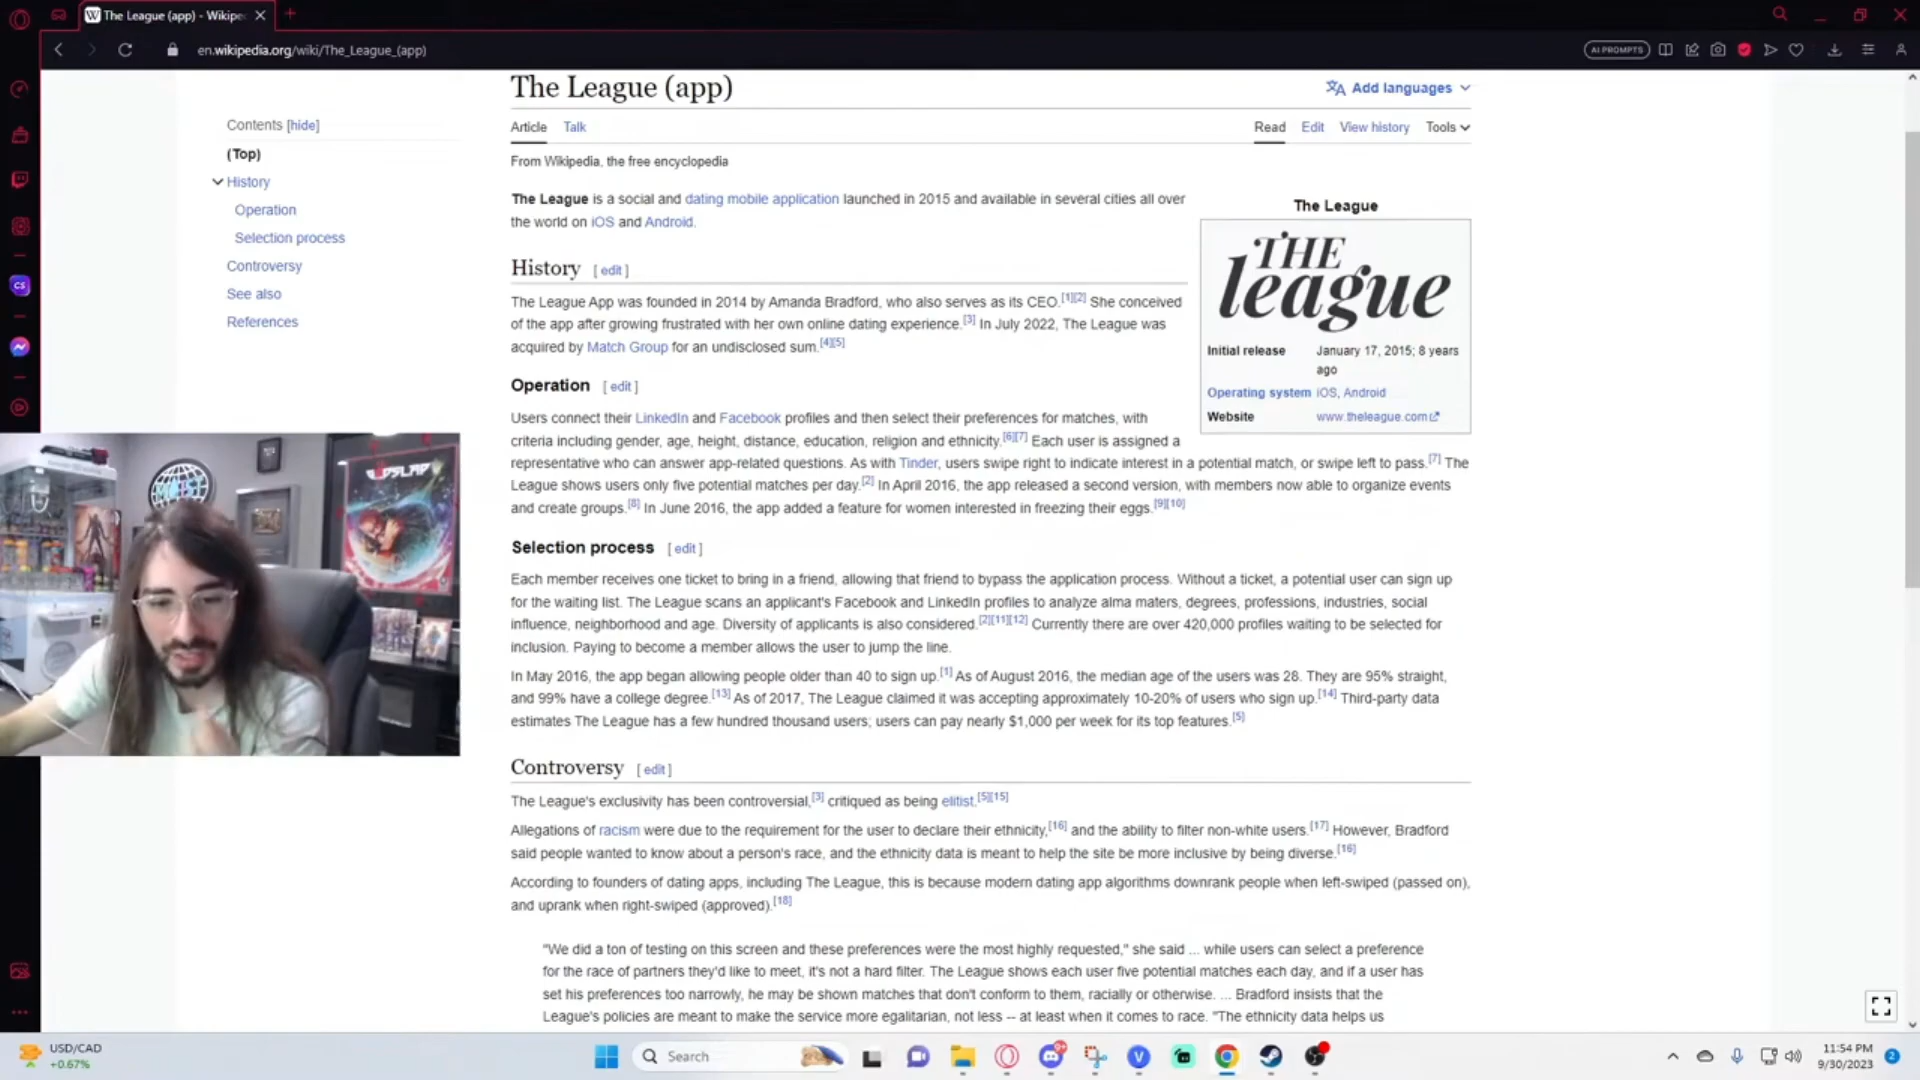 The League (app) - Wikipe
en.wikipedia.org/wiki/The_League_(app)
AI PROMPTS
The League (app)
Add languages
Contents [hide]
(Top)
History
Operation
Selection process
Controversy
See also
References
Article Talk
Read Edit View history Tools
From Wikipedia, the free encyclopedia
The League is a social and dating mobile application launched in 2015 and available in several cities all over
the world on iOS and Android.
The League
THE
league
Initial release January 17, 2015; 8 years
ago
Operating system iOS, Android
Website www.theleague.com
History [ edit ]
The League App was founded in 2014 by Amanda Bradford, who also serves as its CEO.[1][2] She conceived
of the app after growing frustrated with her own online dating experience.[3] In July 2022, The League was
acquired by Match Group for an undisclosed sum.[4][5]
Operation [ edit ]
Users connect their LinkedIn and Facebook profiles and then select their preferences for matches, with
criteria including gender, age, height, distance, education, religion and ethnicity.[6][7] Each user is assigned a
representative who can answer app-related questions. As with Tinder, users swipe right to indicate interest in a potential match, or swipe left to pass.[7] The
League shows users only five potential matches per day.[2] In April 2016, the app released a second version, with members now able to organize events
and create groups.[8] In June 2016, the app added a feature for women interested in freezing their eggs.[9][10]
Selection process [ edit ]
Each member receives one ticket to bring in a friend, allowing that friend to bypass the application process. Without a ticket, a potential user can sign up
for the waiting list. The League scans an applicant's Facebook and LinkedIn profiles to analyze alma maters, degrees, professions, industries, social
influence, neighborhood and age. Diversity of applicants is also considered.[2][11][12] Currently there are over 420,000 profiles waiting to be selected for
inclusion. Paying to become a member allows the user to jump the line.
In May 2016, the app began allowing people older than 40 to sign up.[1] As of August 2016, the median age of the users was 28. They are 95% straight,
and 99% have a college degree.[13] As of 2017, The League claimed it was accepting approximately 10-20% of users who sign up.[14] Third-party data
estimates The League has a few hundred thousand users; users can pay nearly $1,000 per week for its top features.[5]
Controversy [ edit ]
The League's exclusivity has been controversial,[3] critiqued as being elitist.[5][15]
Allegations of racism were due to the requirement for the user to declare their ethnicity,[16] and the ability to filter non-white users.[17] However, Bradford
said people wanted to know about a person's race, and the ethnicity data is meant to help the site be more inclusive by being diverse.[16]
According to founders of dating apps, including The League, this is because modern dating app algorithms downrank people when left-swiped (passed on),
and uprank when right-swiped (approved).[18]
"We did a ton of testing on this screen and these preferences were the most highly requested," she said ... while users can select a preference
for the race of partners they'd like to meet, it's not a hard filter. The League shows each user five potential matches each day, and if a user has
set his preferences too narrowly, he may be shown matches that don't conform to them, racially or otherwise. ... Bradford insists that the
League's policies are meant to make the service more egalitarian, not less -- at least when it comes to race. "The ethnicity data helps us
CS
MOIST
GODSLAP
USD/CAD
+0.67%
Search
11:54 PM
9/30/2023
2